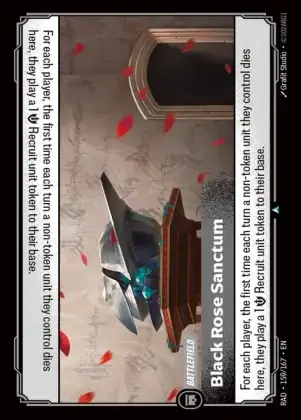 For each player, the first time each turn a non-token unit they control dies
here, they play a 1 Recruit unit token to their base.
BATTLEFIELD
Black Rose Sanctum
For each player, the first time each turn a non-token unit they control dies
here, they play a 1 Recruit unit token to their base.
RAD • 159/167 • EN
Grafit Studio • ©2026RGI